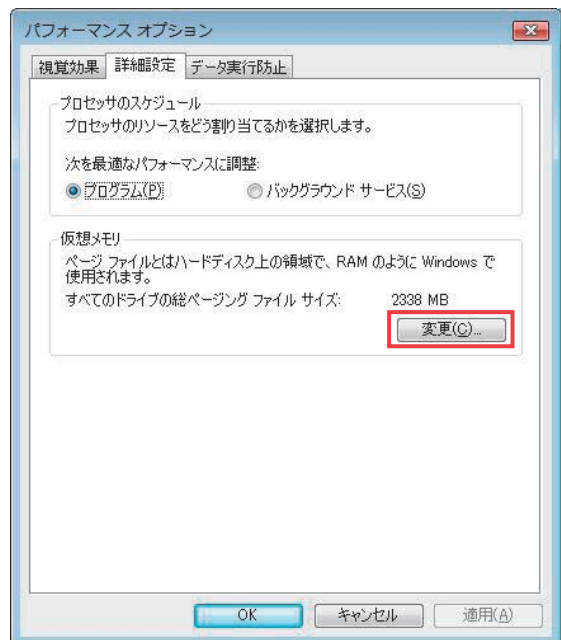 パフォーマンス オプション
視覚効果 詳細設定 データ実行防止
プロセッサのスケジュール
プロセッサのリソースをどう割り当てるかを選択します。
次を最適なパフォーマンスに調整:
プログラム(P) バックグラウンド サービス(S)
仮想メモリ
ページ ファイルとはハードディスク上の領域で、RAM のように Windows で
使用されます。
すべてのドライブの総ページング ファイル サイズ: 2338 MB
変更(C)...
OK キャンセル 適用(A)